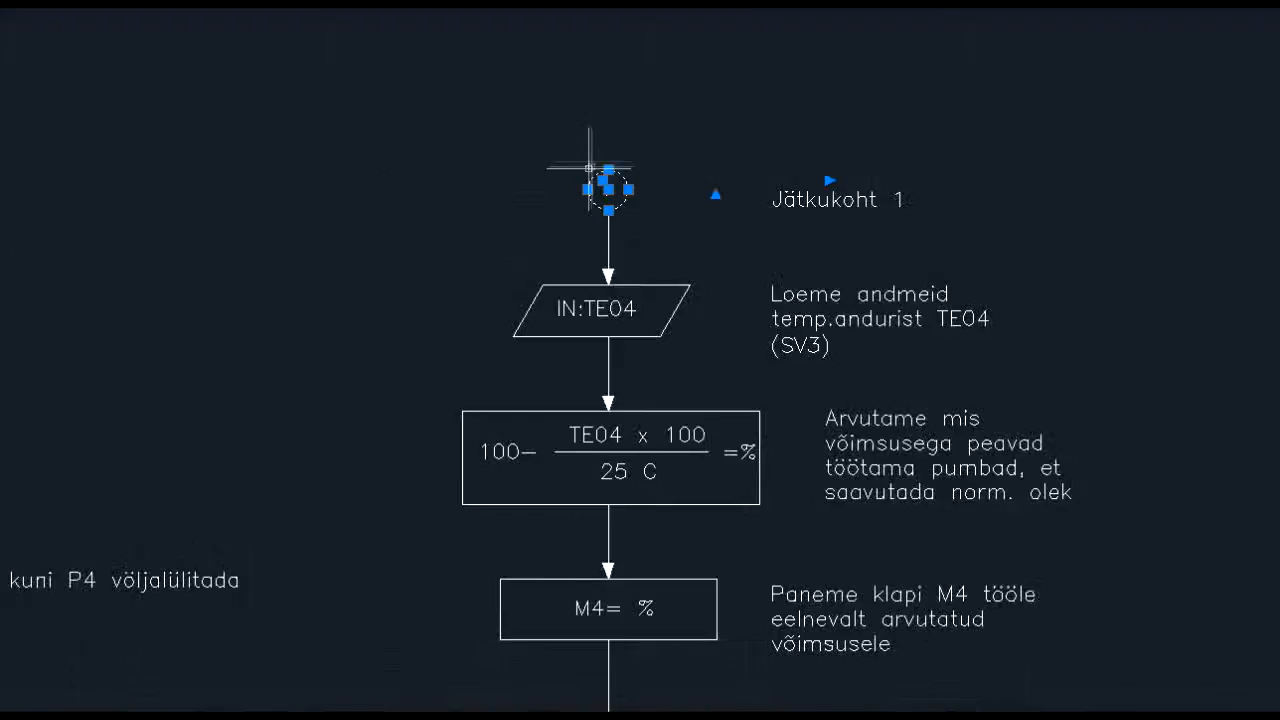 Jätkukoht 1
IN:TE04
Loeme andmeid
temp.andurist TE04
(SV3)
100- TE04 x 100 =%
25 C
Arvutame mis
võimsusega peavad
töötama pumbad, et
saavutada norm. olek
kuni P4 võljalülitada
M4= %
Paneme klapi M4 tööle
eelnevalt arvutatud
võimsusele